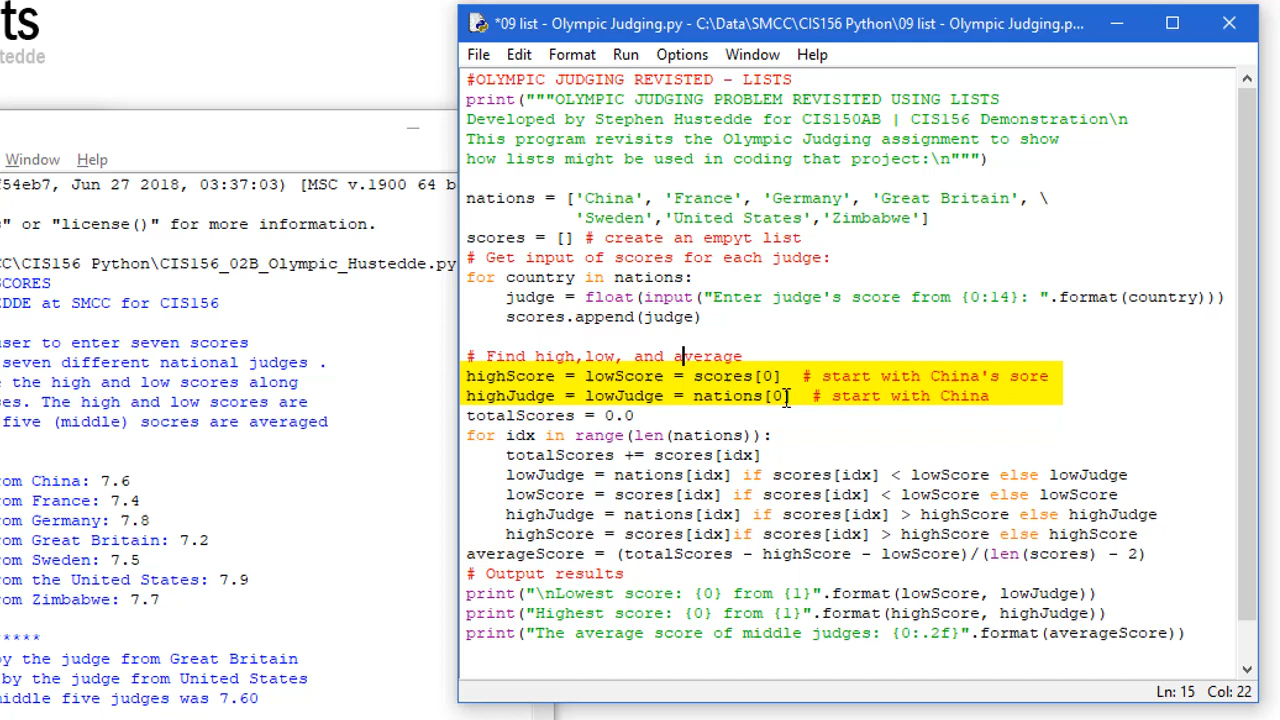 ts
tedde
*09 list - Olympic Judging.py - C:\Data\SMCC\CIS156 Python\09 list - Olympic Judging.p...
File Edit Format Run Options Window Help
#OLYMPIC JUDGING REVISTED - LISTS
print("""OLYMPIC JUDGING PROBLEM REVISITED USING LISTS
Developed by Stephen Hustedde for CIS150AB | CIS156 Demonstration\n
This program revisits the Olympic Judging assignment to show
how lists might be used in coding that project:\n""")
nations = ['China', 'France', 'Germany', 'Great Britain', \
'Sweden','United States','Zimbabwe']
scores = [] # create an empyt list
# Get input of scores for each judge:
for country in nations:
judge = float(input("Enter judge's score from {0:14}: ".format(country)))
scores.append(judge)
# Find high,low, and average
highScore = lowScore = scores[0] # start with China's sore
highJudge = lowJudge = nations[0] # start with China
totalScores = 0.0
for idx in range(len(nations)):
totalScores += scores[idx]
lowJudge = nations[idx] if scores[idx] < lowScore else lowJudge
lowScore = scores[idx] if scores[idx] < lowScore else lowScore
highJudge = nations[idx] if scores[idx] > highScore else highJudge
highScore = scores[idx]if scores[idx] > highScore else highScore
averageScore = (totalScores - highScore - lowScore)/(len(scores) - 2)
# Output results
print("\nLowest score: {0} from {1}".format(lowScore, lowJudge))
print("Highest score: {0} from {1}".format(highScore, highJudge))
print("The average score of middle judges: {0:.2f}".format(averageScore))
Ln: 15 Col: 22
Window Help
f54eb7, Jun 27 2018, 03:37:03) [MSC v.1900 64 b
s" or "license()" for more information.
CC\CIS156 Python\CIS156_02B_Olympic_Hustedde.py
SCORES
EDDE at SMCC for CIS156
user to enter seven scores
seven different national judges .
e the high and low scores along
ses. The high and low scores are
five (middle) socres are averaged
rom China: 7.6
rom France: 7.4
rom Germany: 7.8
rom Great Britain: 7.2
rom Sweden: 7.5
rom the United States: 7.9
rom Zimbabwe: 7.7
*****
by the judge from Great Britain
by the judge from United States
middle five judges was 7.60